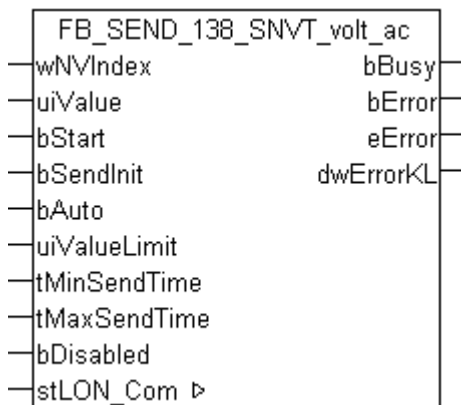 FB_SEND_138_SNVT_volt_ac
wNVIndex bBusy
uiValue bError
bStart eError
bSendInit dwErrorKL
bAuto
uiValueLimit
tMinSendTime
tMaxSendTime
bDisabled
stLON_Com ▷